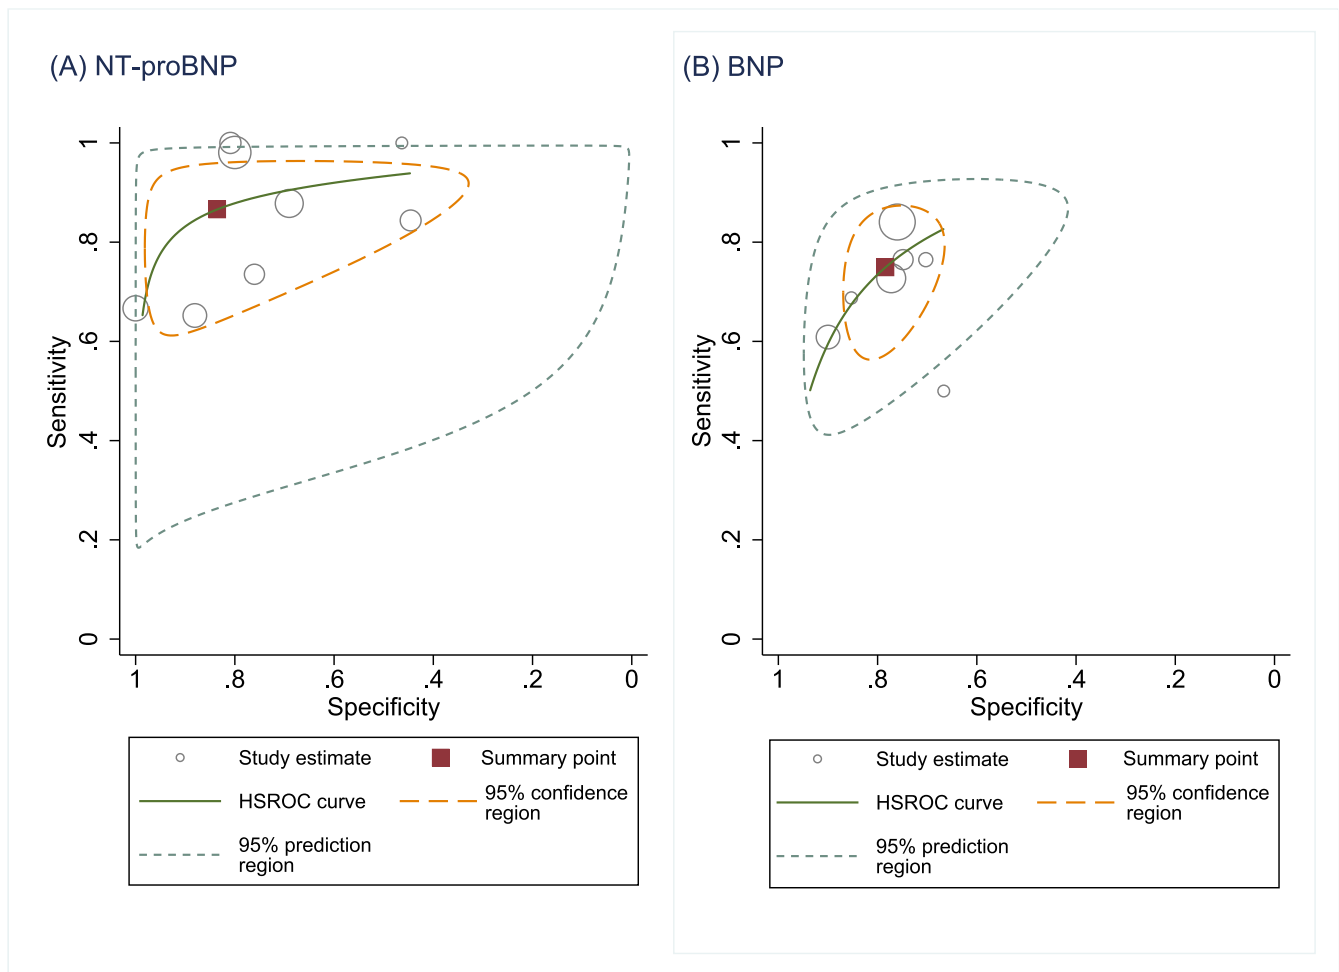 (A) NT-proBNP
Sensitivity
1
.8
.6
.4
.2
0
1 .8 .6 .4 .2 0
Specificity
Study estimate
Summary point
HSROC curve
95% confidence
region
95% prediction
region
(B) BNP
Sensitivity
1
.8
.6
.4
.2
0
1 .8 .6 .4 .2 0
Specificity
Study estimate
Summary point
HSROC curve
95% confidence
region
95% prediction
region